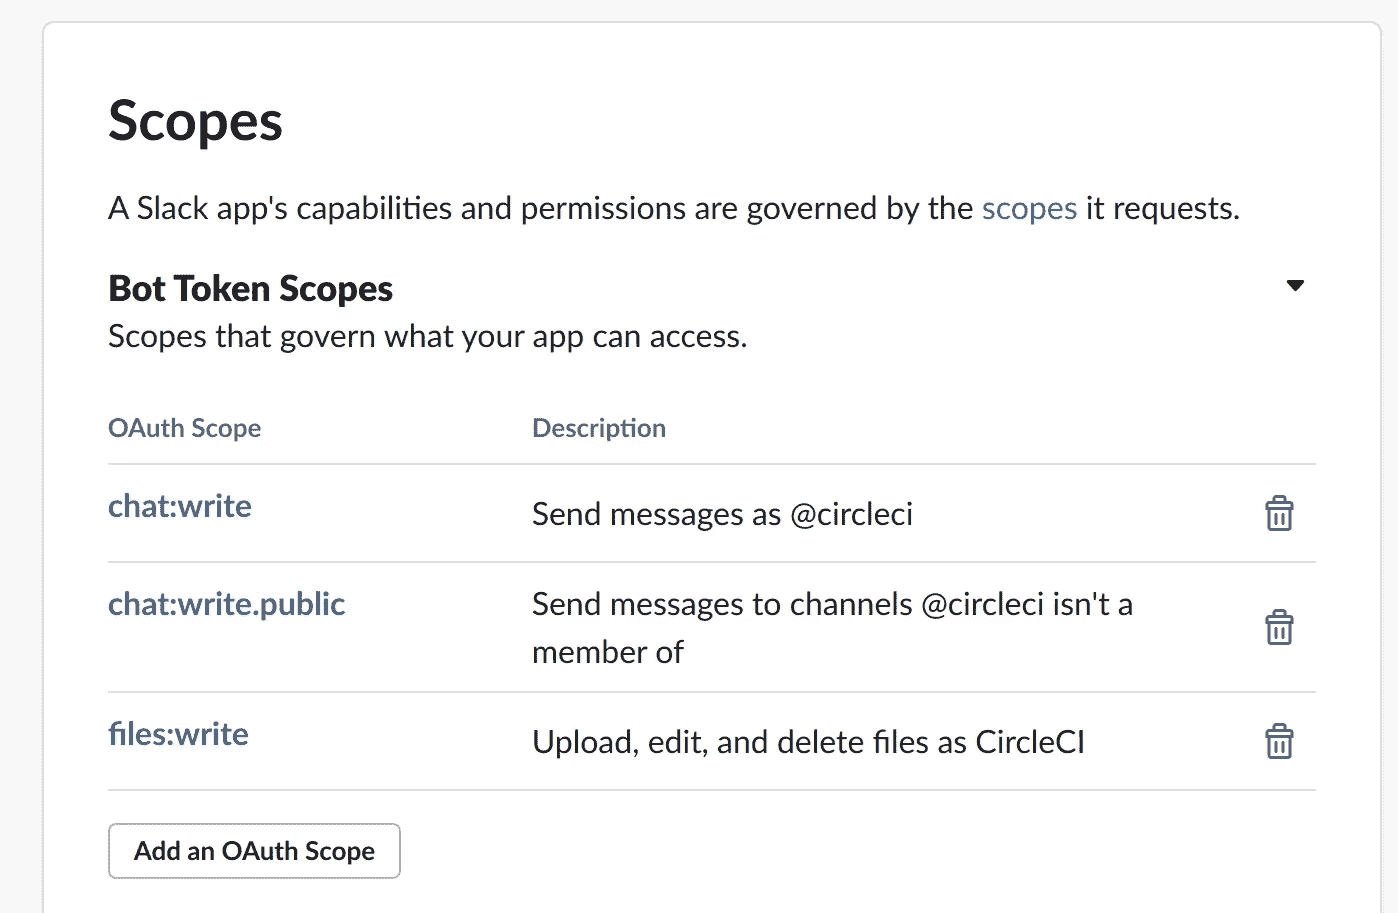 Scopes
A Slack app's capabilities and permissions are governed by the scopes it requests.
Bot Token Scopes
Scopes that govern what your app can access.
OAuth Scope Description
chat:write Send messages as @circleci
chat:write.public Send messages to channels @circleci isn't a
member of
files:write Upload, edit, and delete files as CircleCI
Add an OAuth Scope